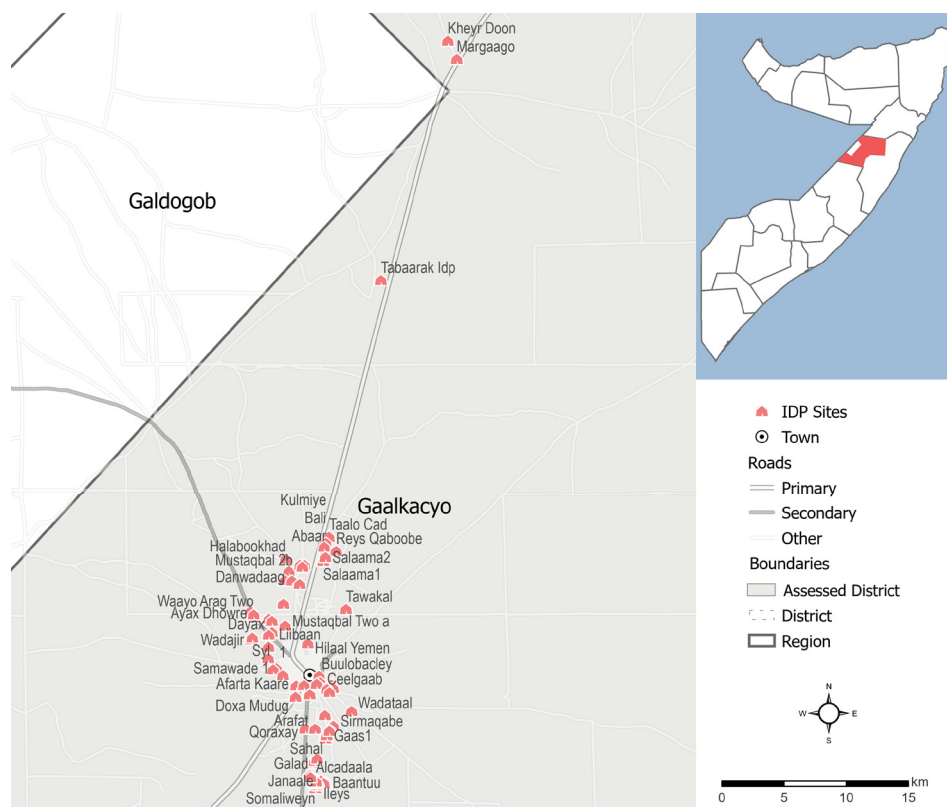 Kheyr Doon
Margaago
Galdogob
Tabaarak Idp
Kulmiye
Gaalkacyo
Bali
Taalo Cad
Abaar
Reys Qaboobe
Halabookhad
Mustaqbal 2b
Salaama2
Danwadaag
Salaama1
Waayo Arag Two
Tawakal
Ayax Dhowre
Dayax
Mustaqbal Two a
Wadajir
Liibaan
Syl 1
Hilaal Yemen
Samawade 1
Buulobacley
Afarta Kaare
Ceelgaab
Doxa Mudug
Wadataal
Arafat
Sirmaqabe
Qoraxay
Gaas1
Sahal
Galad
Alcadaala
Janaale
Baantuu
Somaliweyn
Ileys
IDP Sites
Town
Roads
Primary
Secondary
Other
Boundaries
Assessed District
District
Region
N
W E
S
km
0 5 10 15